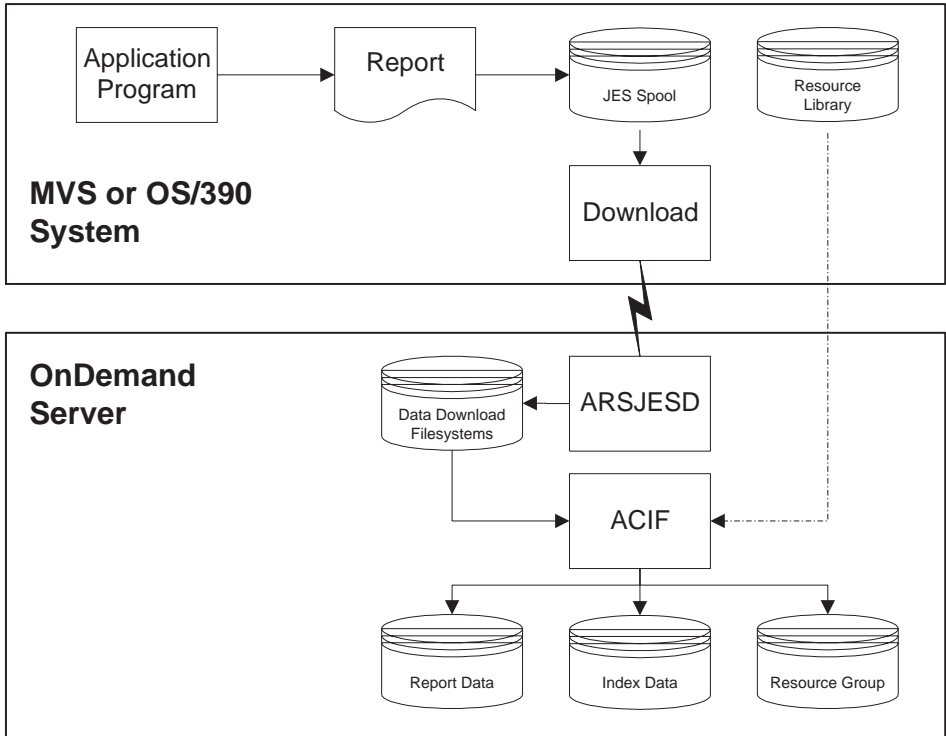 Application
Program
Report
JES Spool
Resource
Library
MVS or OS/390
System
Download
OnDemand
Server
Data Download
Filesystems
ARSJESD
ACIF
Report Data
Index Data
Resource Group